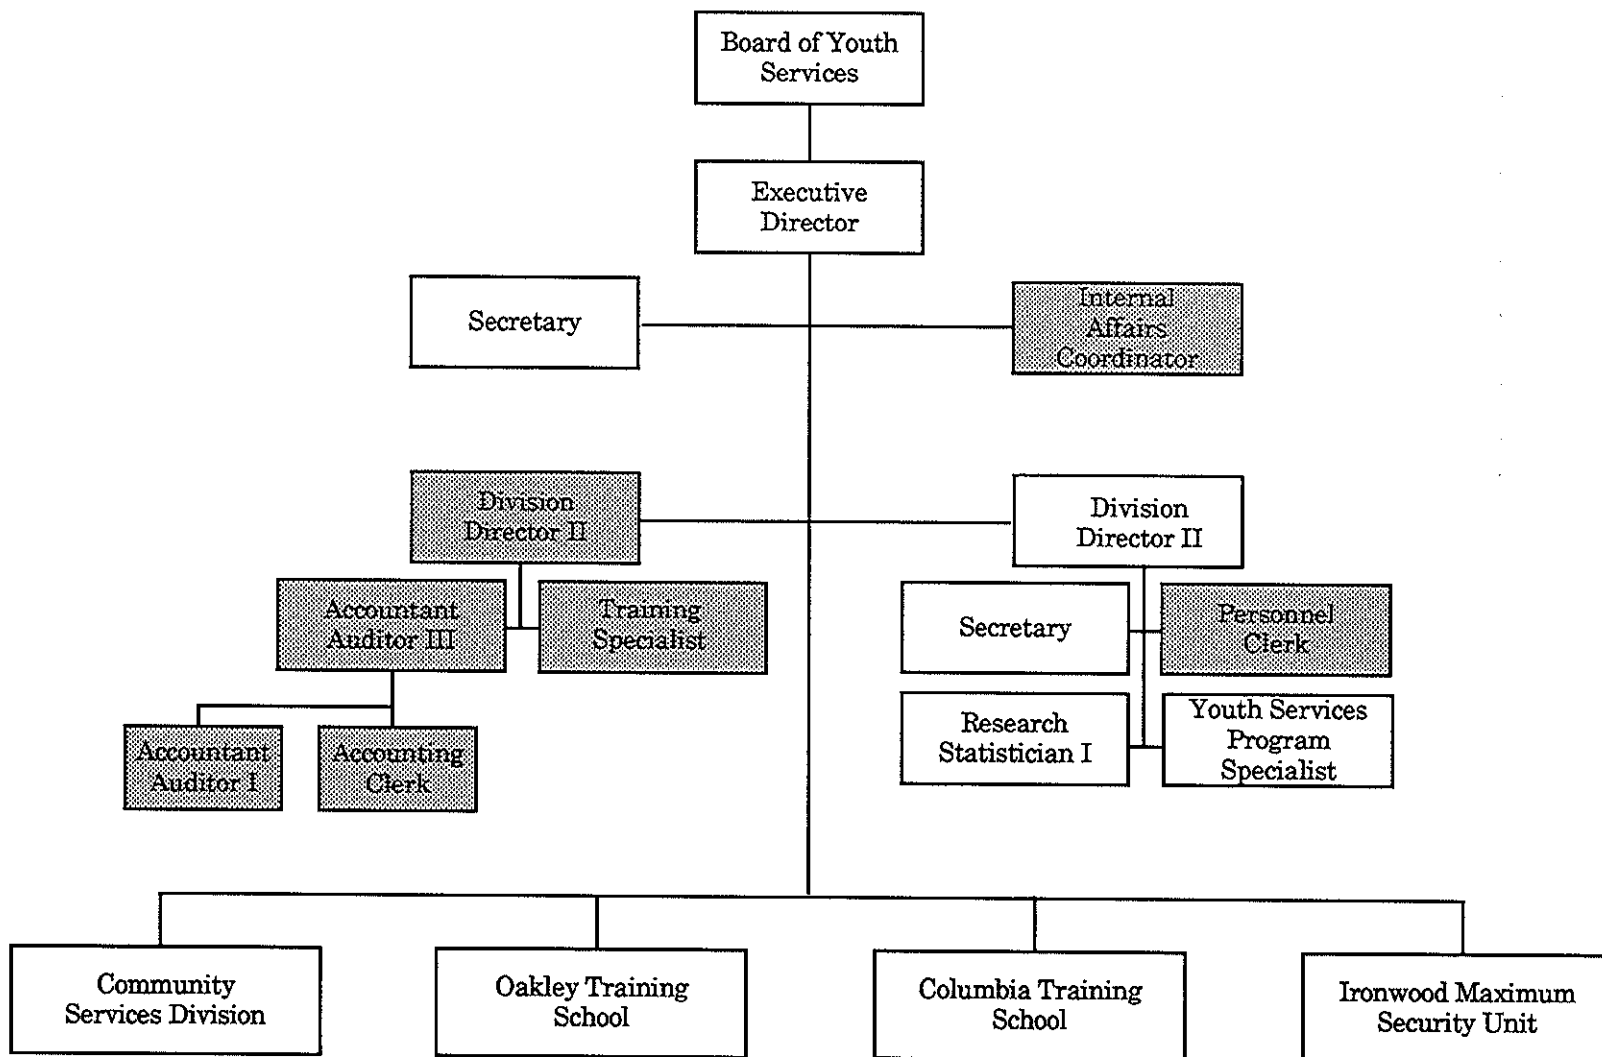 Board of Youth
Services
Executive
Director
Secretary
Internal
Affairs
Coordinator
Division
Director II
Division
Director II
Accountant
Auditor III
Training
Specialist
Secretary
Personnel
Clerk
Accountant
Auditor I
Accounting
Clerk
Research
Statistician I
Youth Services
Program
Specialist
Community
Services Division
Oakley Training
School
Columbia Training
School
Ironwood Maximum
Security Unit